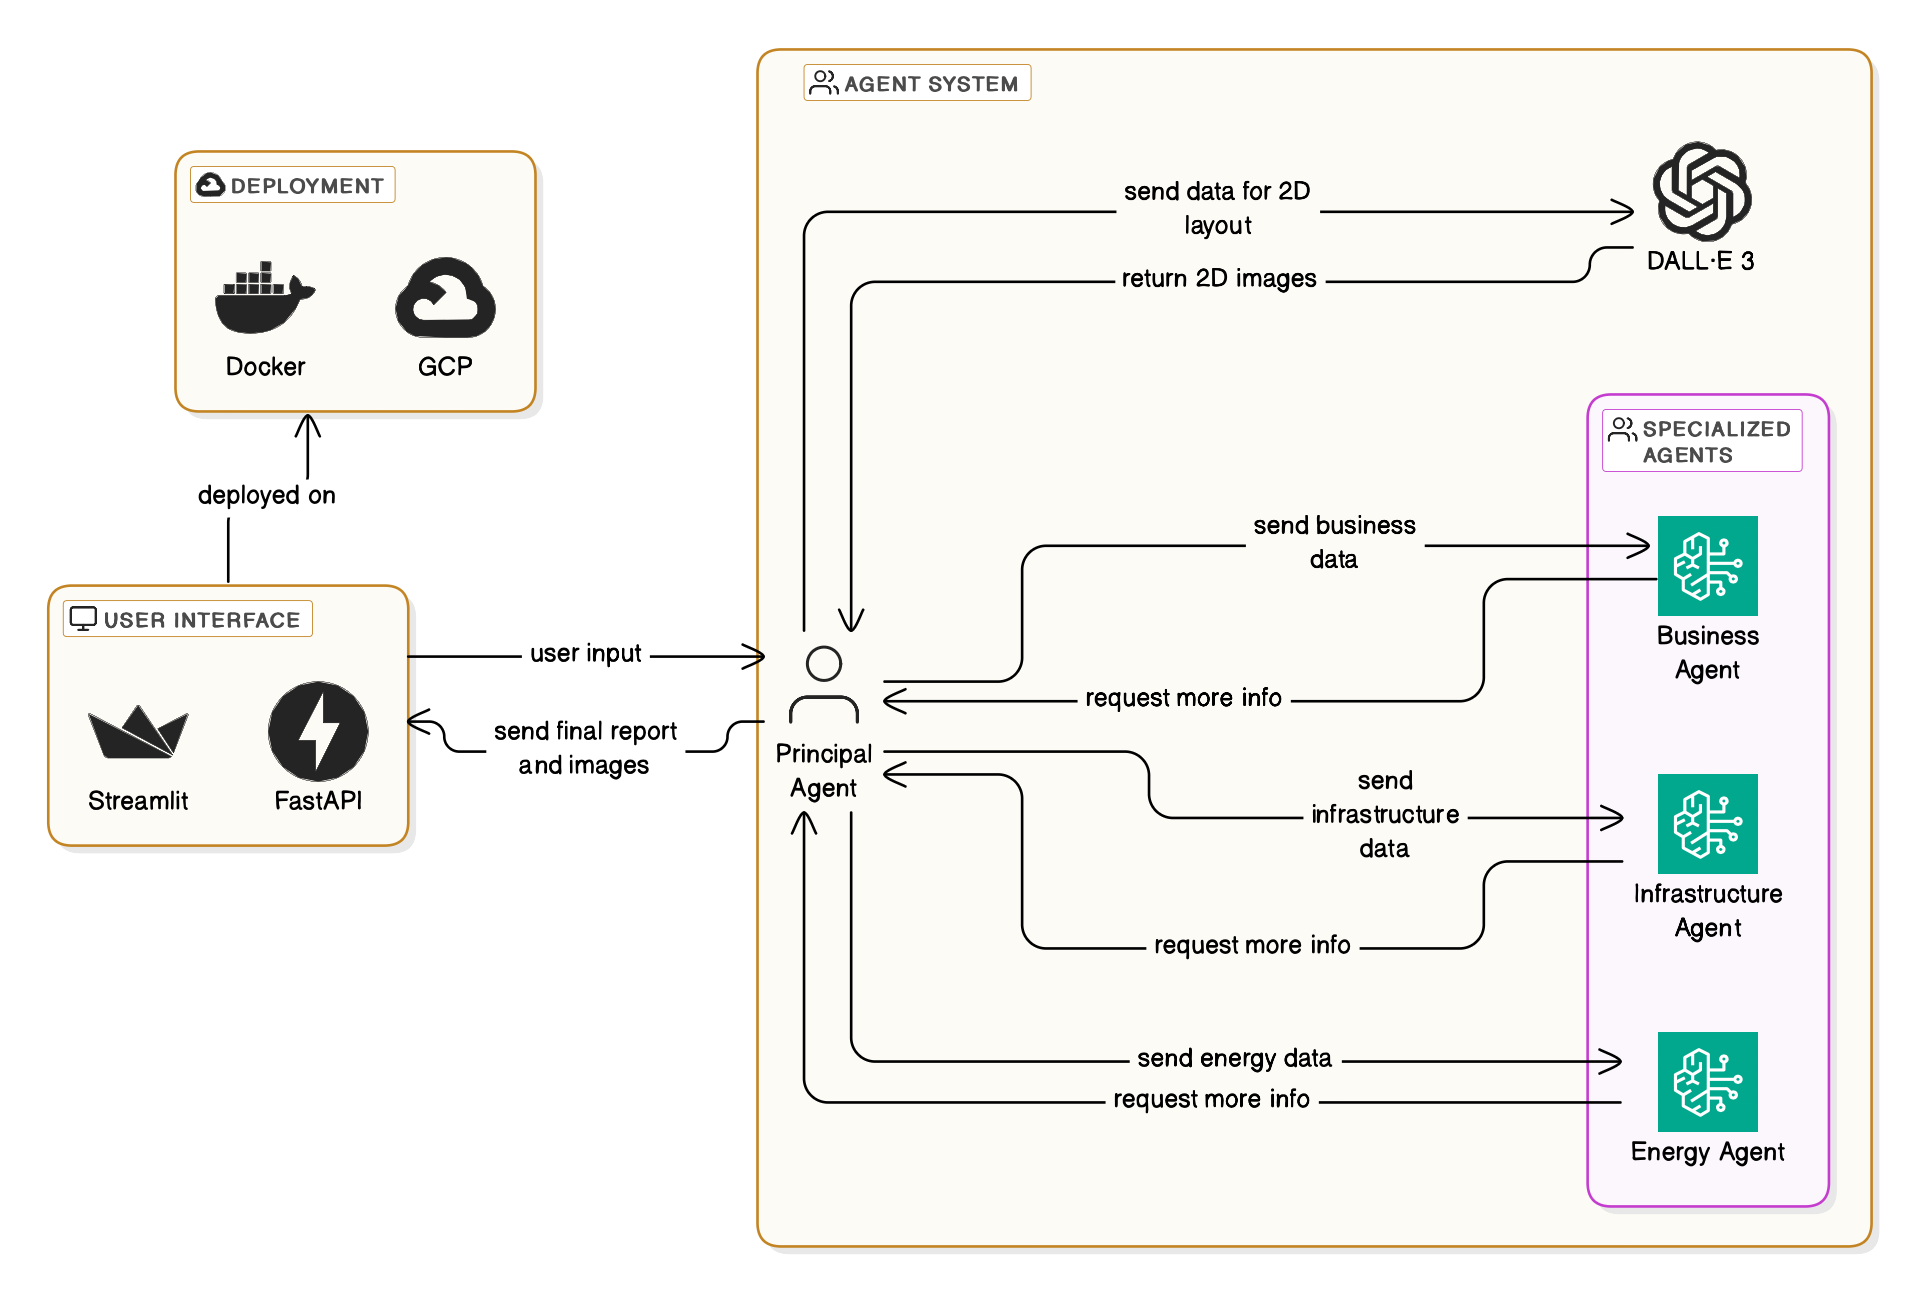 AGENT SYSTEM
DEPLOYMENT
send data for 2D
layout
DALL·E 3
return 2D images
Docker
GCP
SPECIALIZED
AGENTS
deployed on
send business
data
USER INTERFACE
Business
Agent
user input
request more info
send final report
and images
Principal
Agent
Streamlit
FastAPI
send
infrastructure
data
Infrastructure
Agent
request more info
send energy data
request more info
Energy Agent